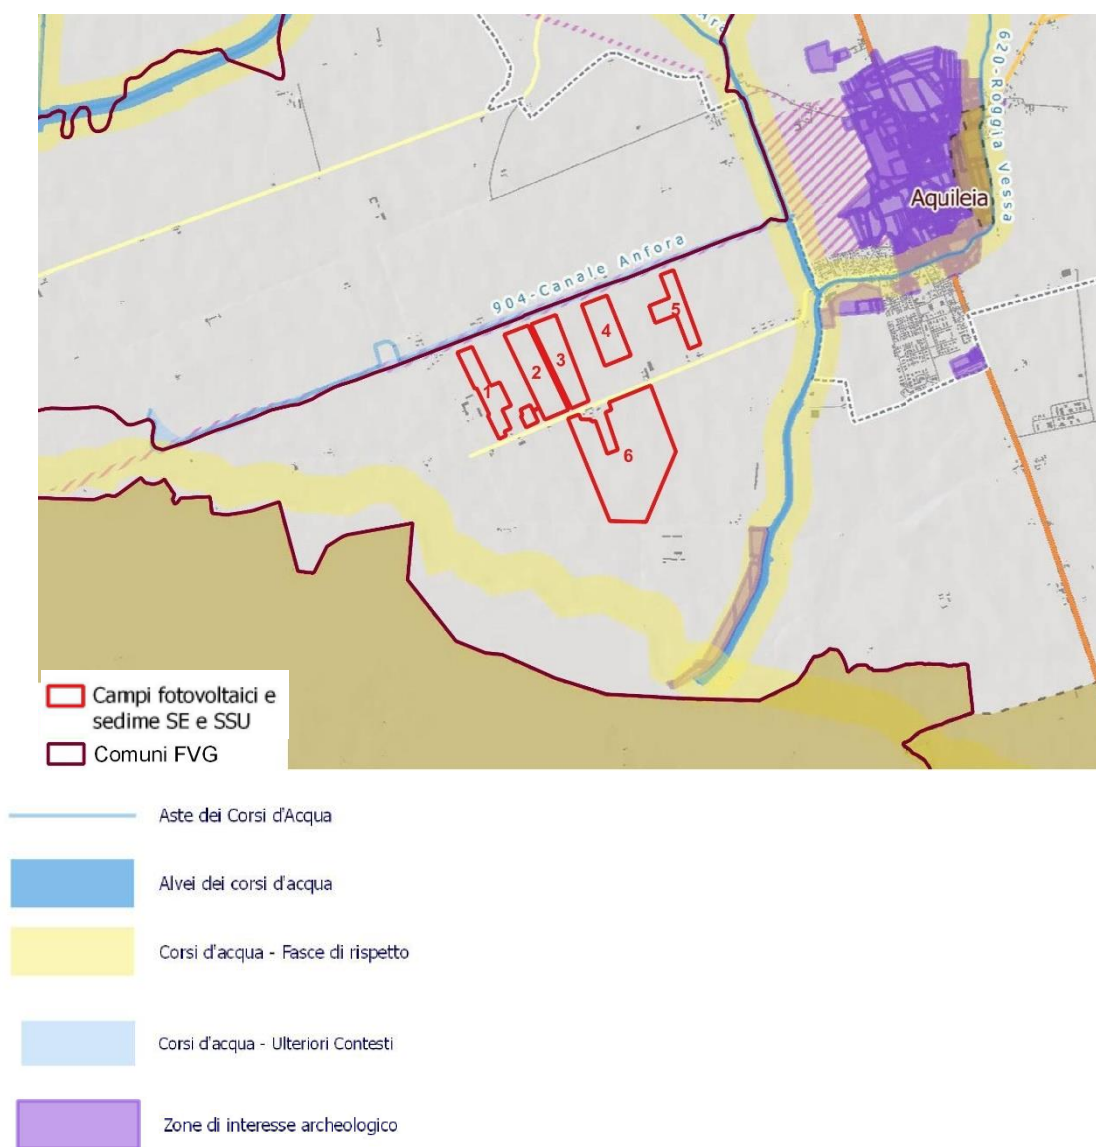 ara
620-Roggia Vessa
Aquileia
904-Canale Anfora
1
2
3
4
5
6
Campi fotovoltaici e
sedime SE e SSU
Comuni FVG
Aste dei Corsi d'Acqua
Alvei dei corsi d'acqua
Corsi d'acqua - Fasce di rispetto
Corsi d'acqua - Ulteriori Contesti
Zone di interesse archeologico